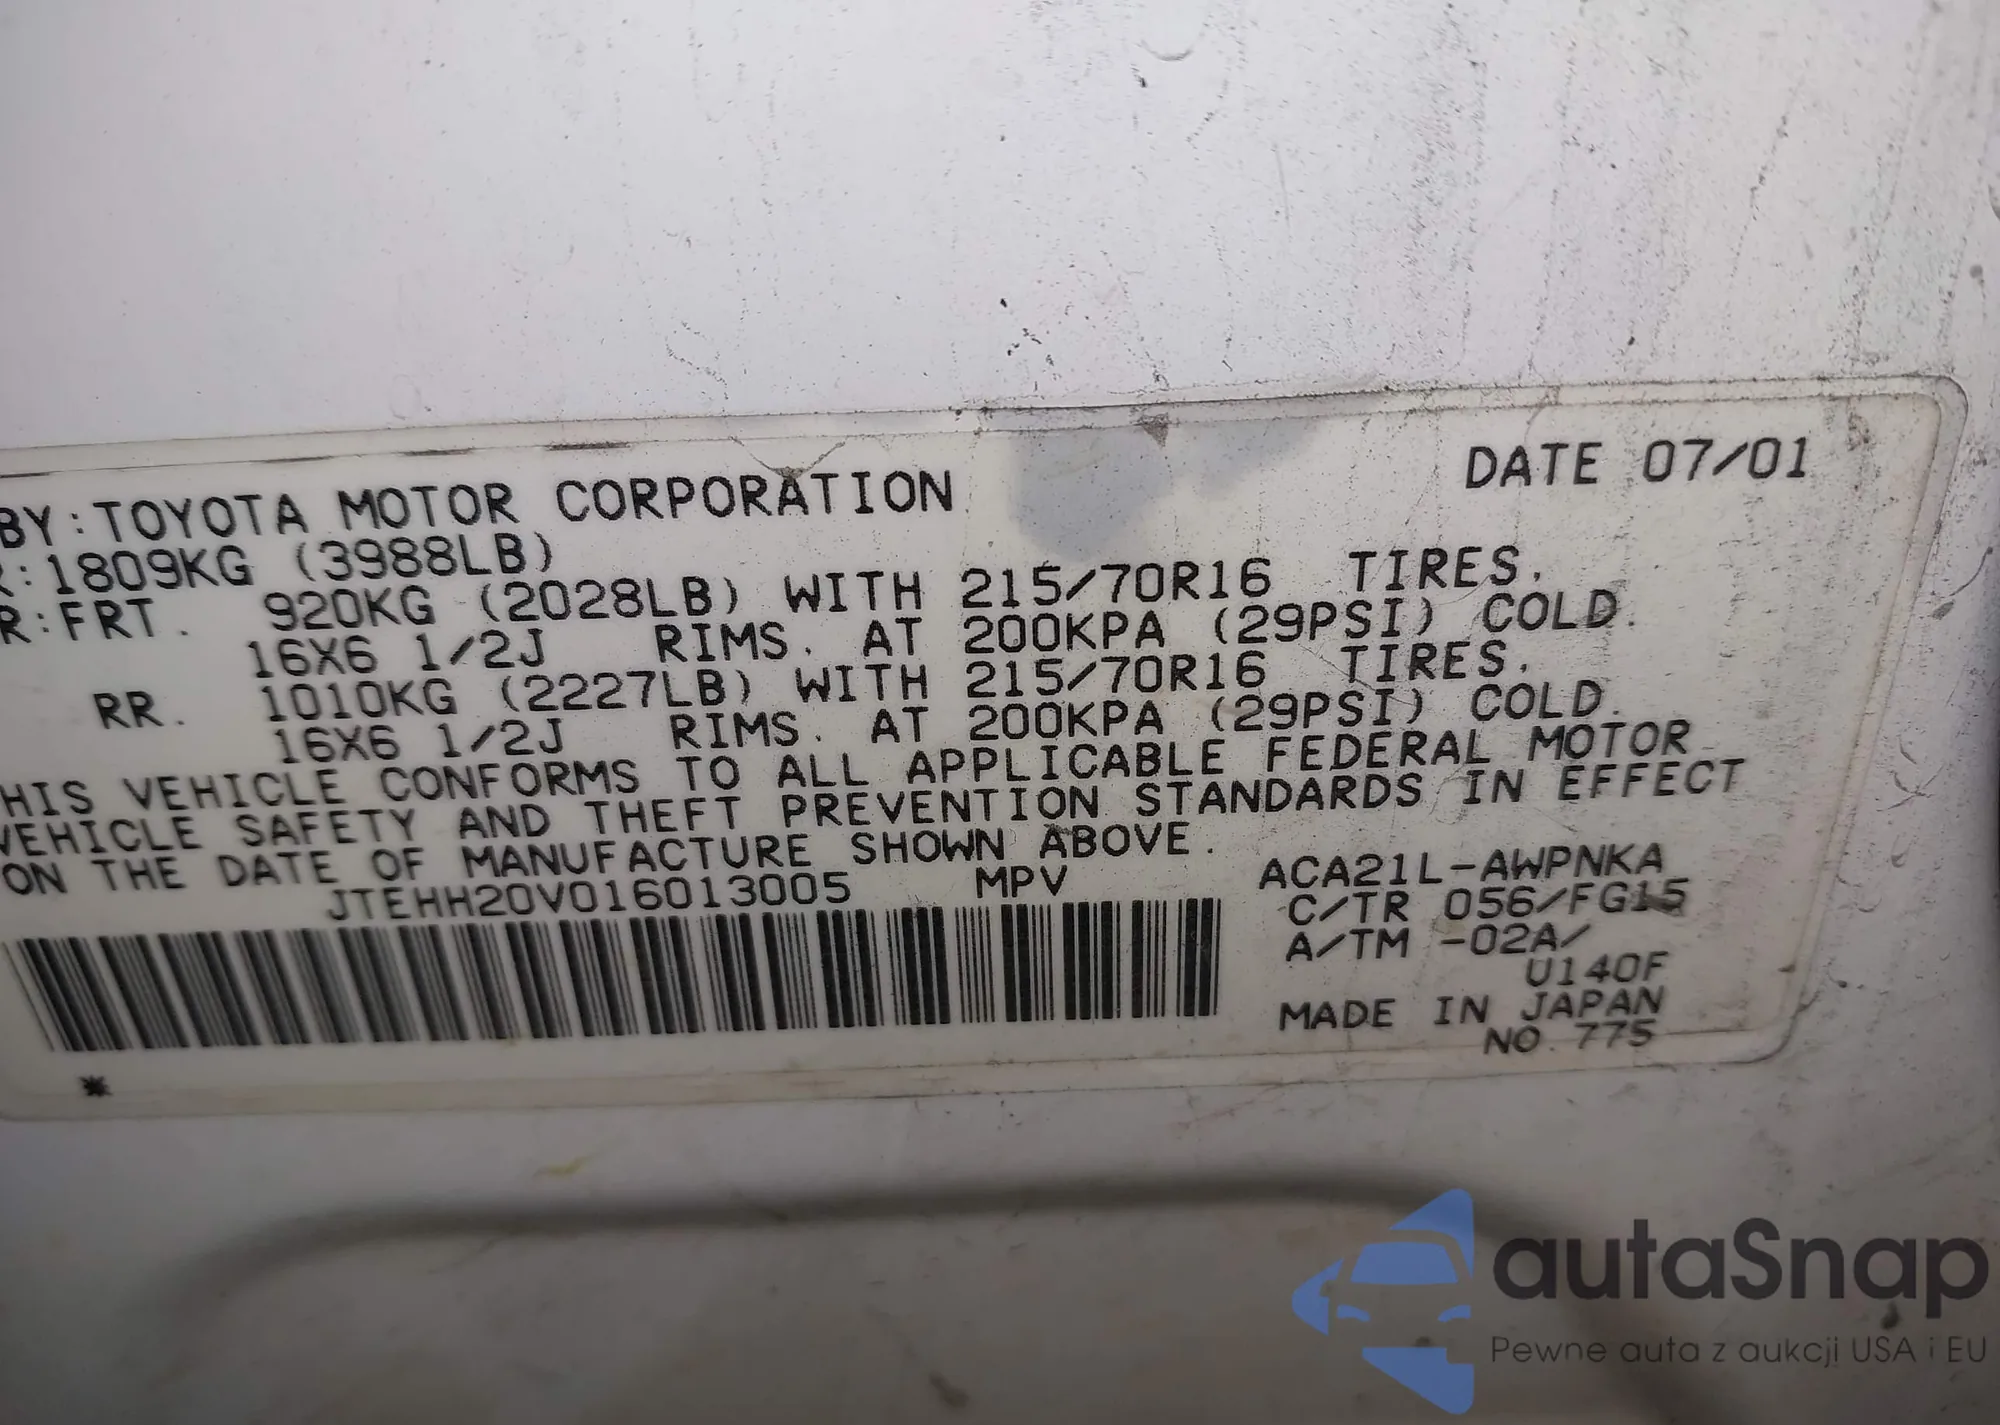 DATE 07/01
BY:TOYOTA MOTOR CORPORATION
R:1809KG (3988LB)
R:FRT. 920KG (2028LB) WITH 215/70R16 TIRES.
16X6 1/2J RIMS. AT 200KPA (29PSI) COLD.
RR. 1010KG (2227LB) WITH 215/70R16 TIRES.
16X6 1/2J RIMS. AT 200KPA (29PSI) COLD.
HIS VEHICLE CONFORMS TO ALL APPLICABLE FEDERAL MOTOR
VEHICLE SAFETY AND THEFT PREVENTION STANDARDS IN EFFECT
ON THE DATE OF MANUFACTURE SHOWN ABOVE.
JTEHH20V016013005 MPV
ACA21L-AWPNKA
C/TR 056/FG15
A/TM -02A/
U140F
MADE IN JAPAN
NO.775
*
autaSnap
Pewne auta z aukcji USA i EU